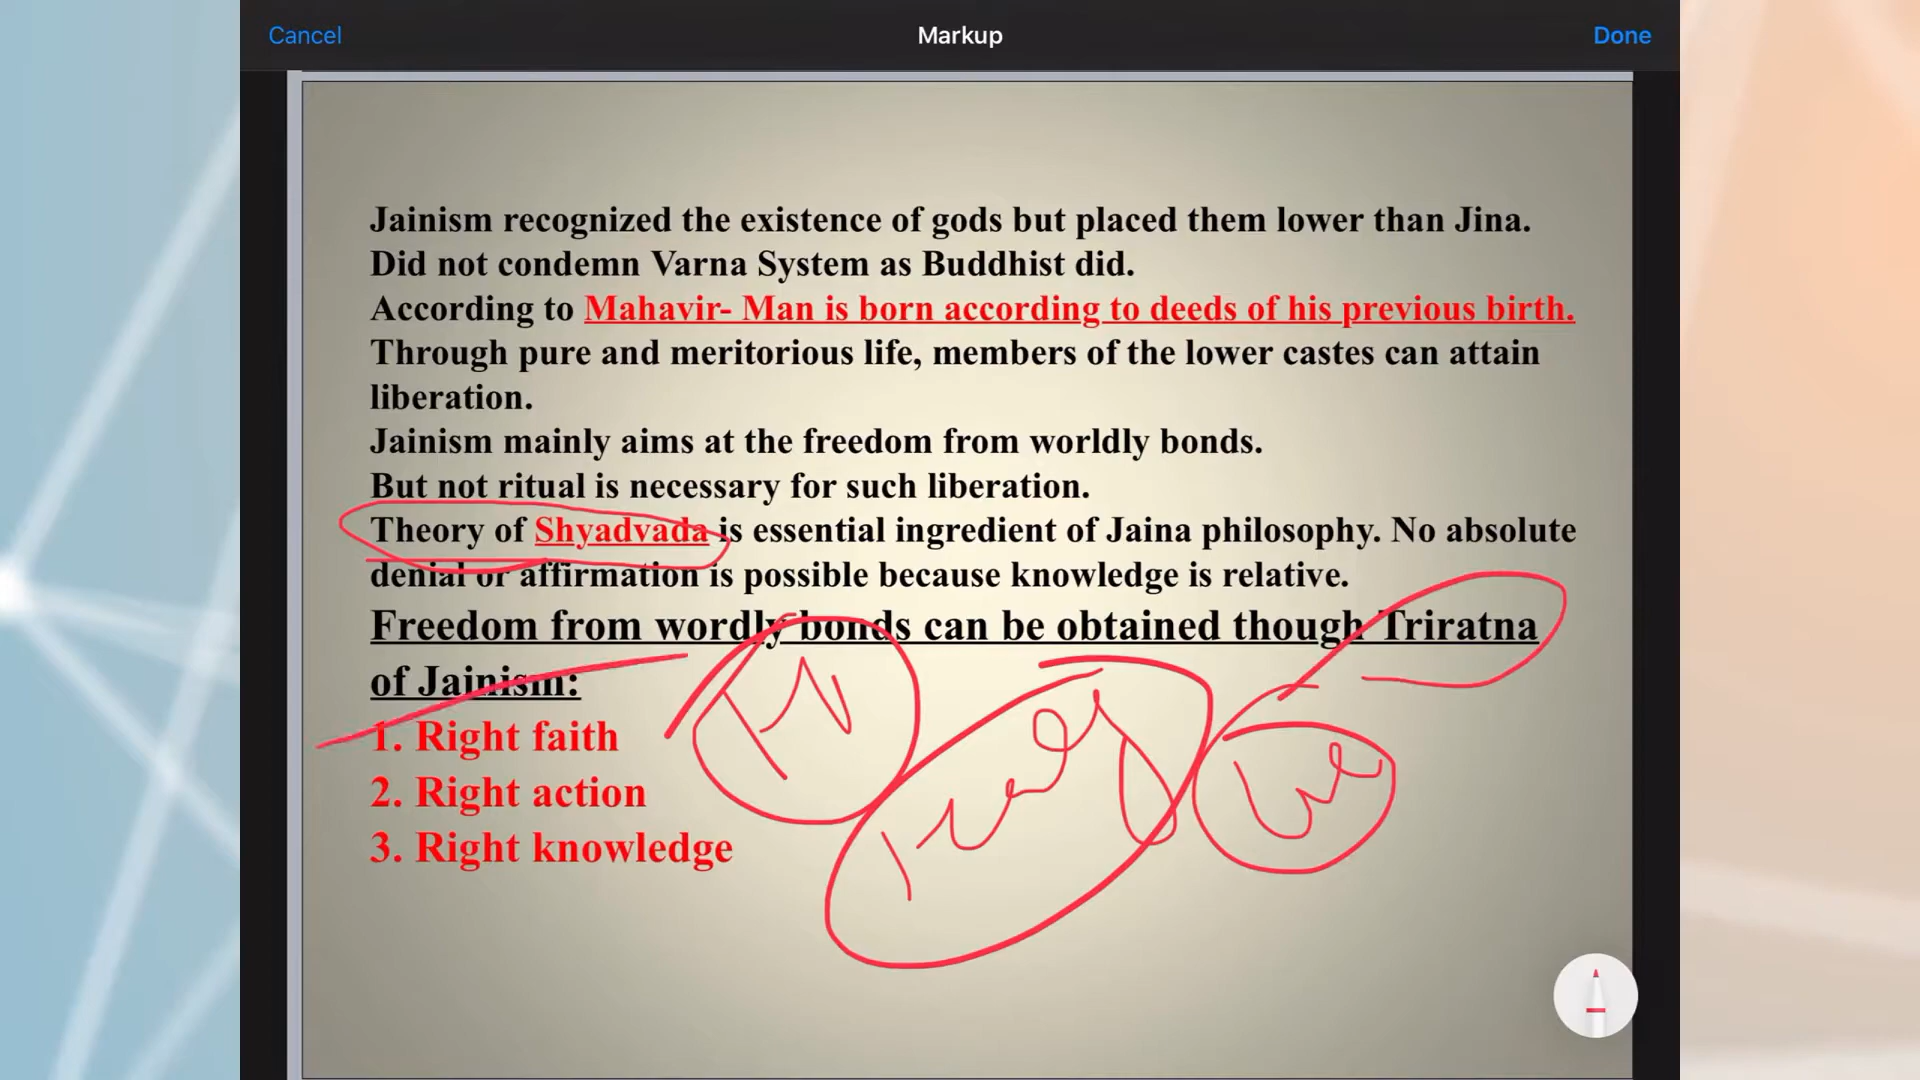 Cancel
Markup
Done
Jainism recognized the existence of gods but placed them lower than Jina.
Did not condemn Varna System as Buddhist did.
According to Mahavir- Man is born according to deeds of his previous birth.
Through pure and meritorious life, members of the lower castes can attain
liberation.
Jainism mainly aims at the freedom from worldly bonds.
But not ritual is necessary for such liberation.
Theory of Shyadvada is essential ingredient of Jaina philosophy. No absolute
denial or affirmation is possible because knowledge is relative.
Freedom from wordly bonds can be obtained though Triratna
of Jainism:
1. Right faith
2. Right action
3. Right knowledge